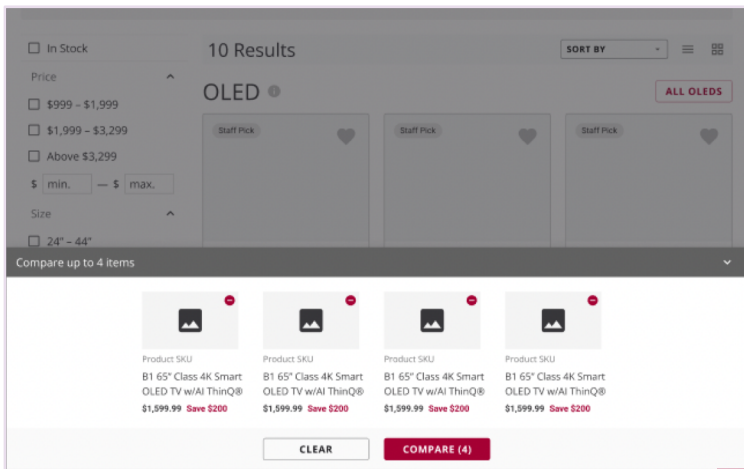 In Stock
10 Results
SORT BY
Price
$999 – $1,999
OLED
ALL OLEDS
$1,999 – $3,299
Above $3,299
$ min. — $ max.
Staff Pick
Staff Pick
Staff Pick
Size
24" – 44"
Compare up to 4 items
Product SKU
B1 65" Class 4K Smart
OLED TV w/AI ThinQ®
$1,599.99 Save $200
Product SKU
B1 65" Class 4K Smart
OLED TV w/AI ThinQ®
$1,599.99 Save $200
Product SKU
B1 65" Class 4K Smart
OLED TV w/AI ThinQ®
$1,599.99 Save $200
Product SKU
B1 65" Class 4K Smart
OLED TV w/AI ThinQ®
$1,599.99 Save $200
CLEAR
COMPARE (4)